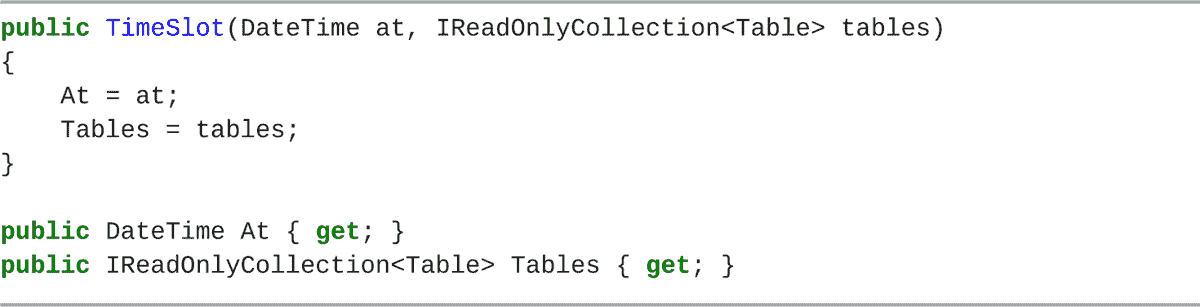 public TimeSlot(DateTime at, IReadOnlyCollection<Table> tables)
{
    At = at;
    Tables = tables;
}

public DateTime At { get; }
public IReadOnlyCollection<Table> Tables { get; }